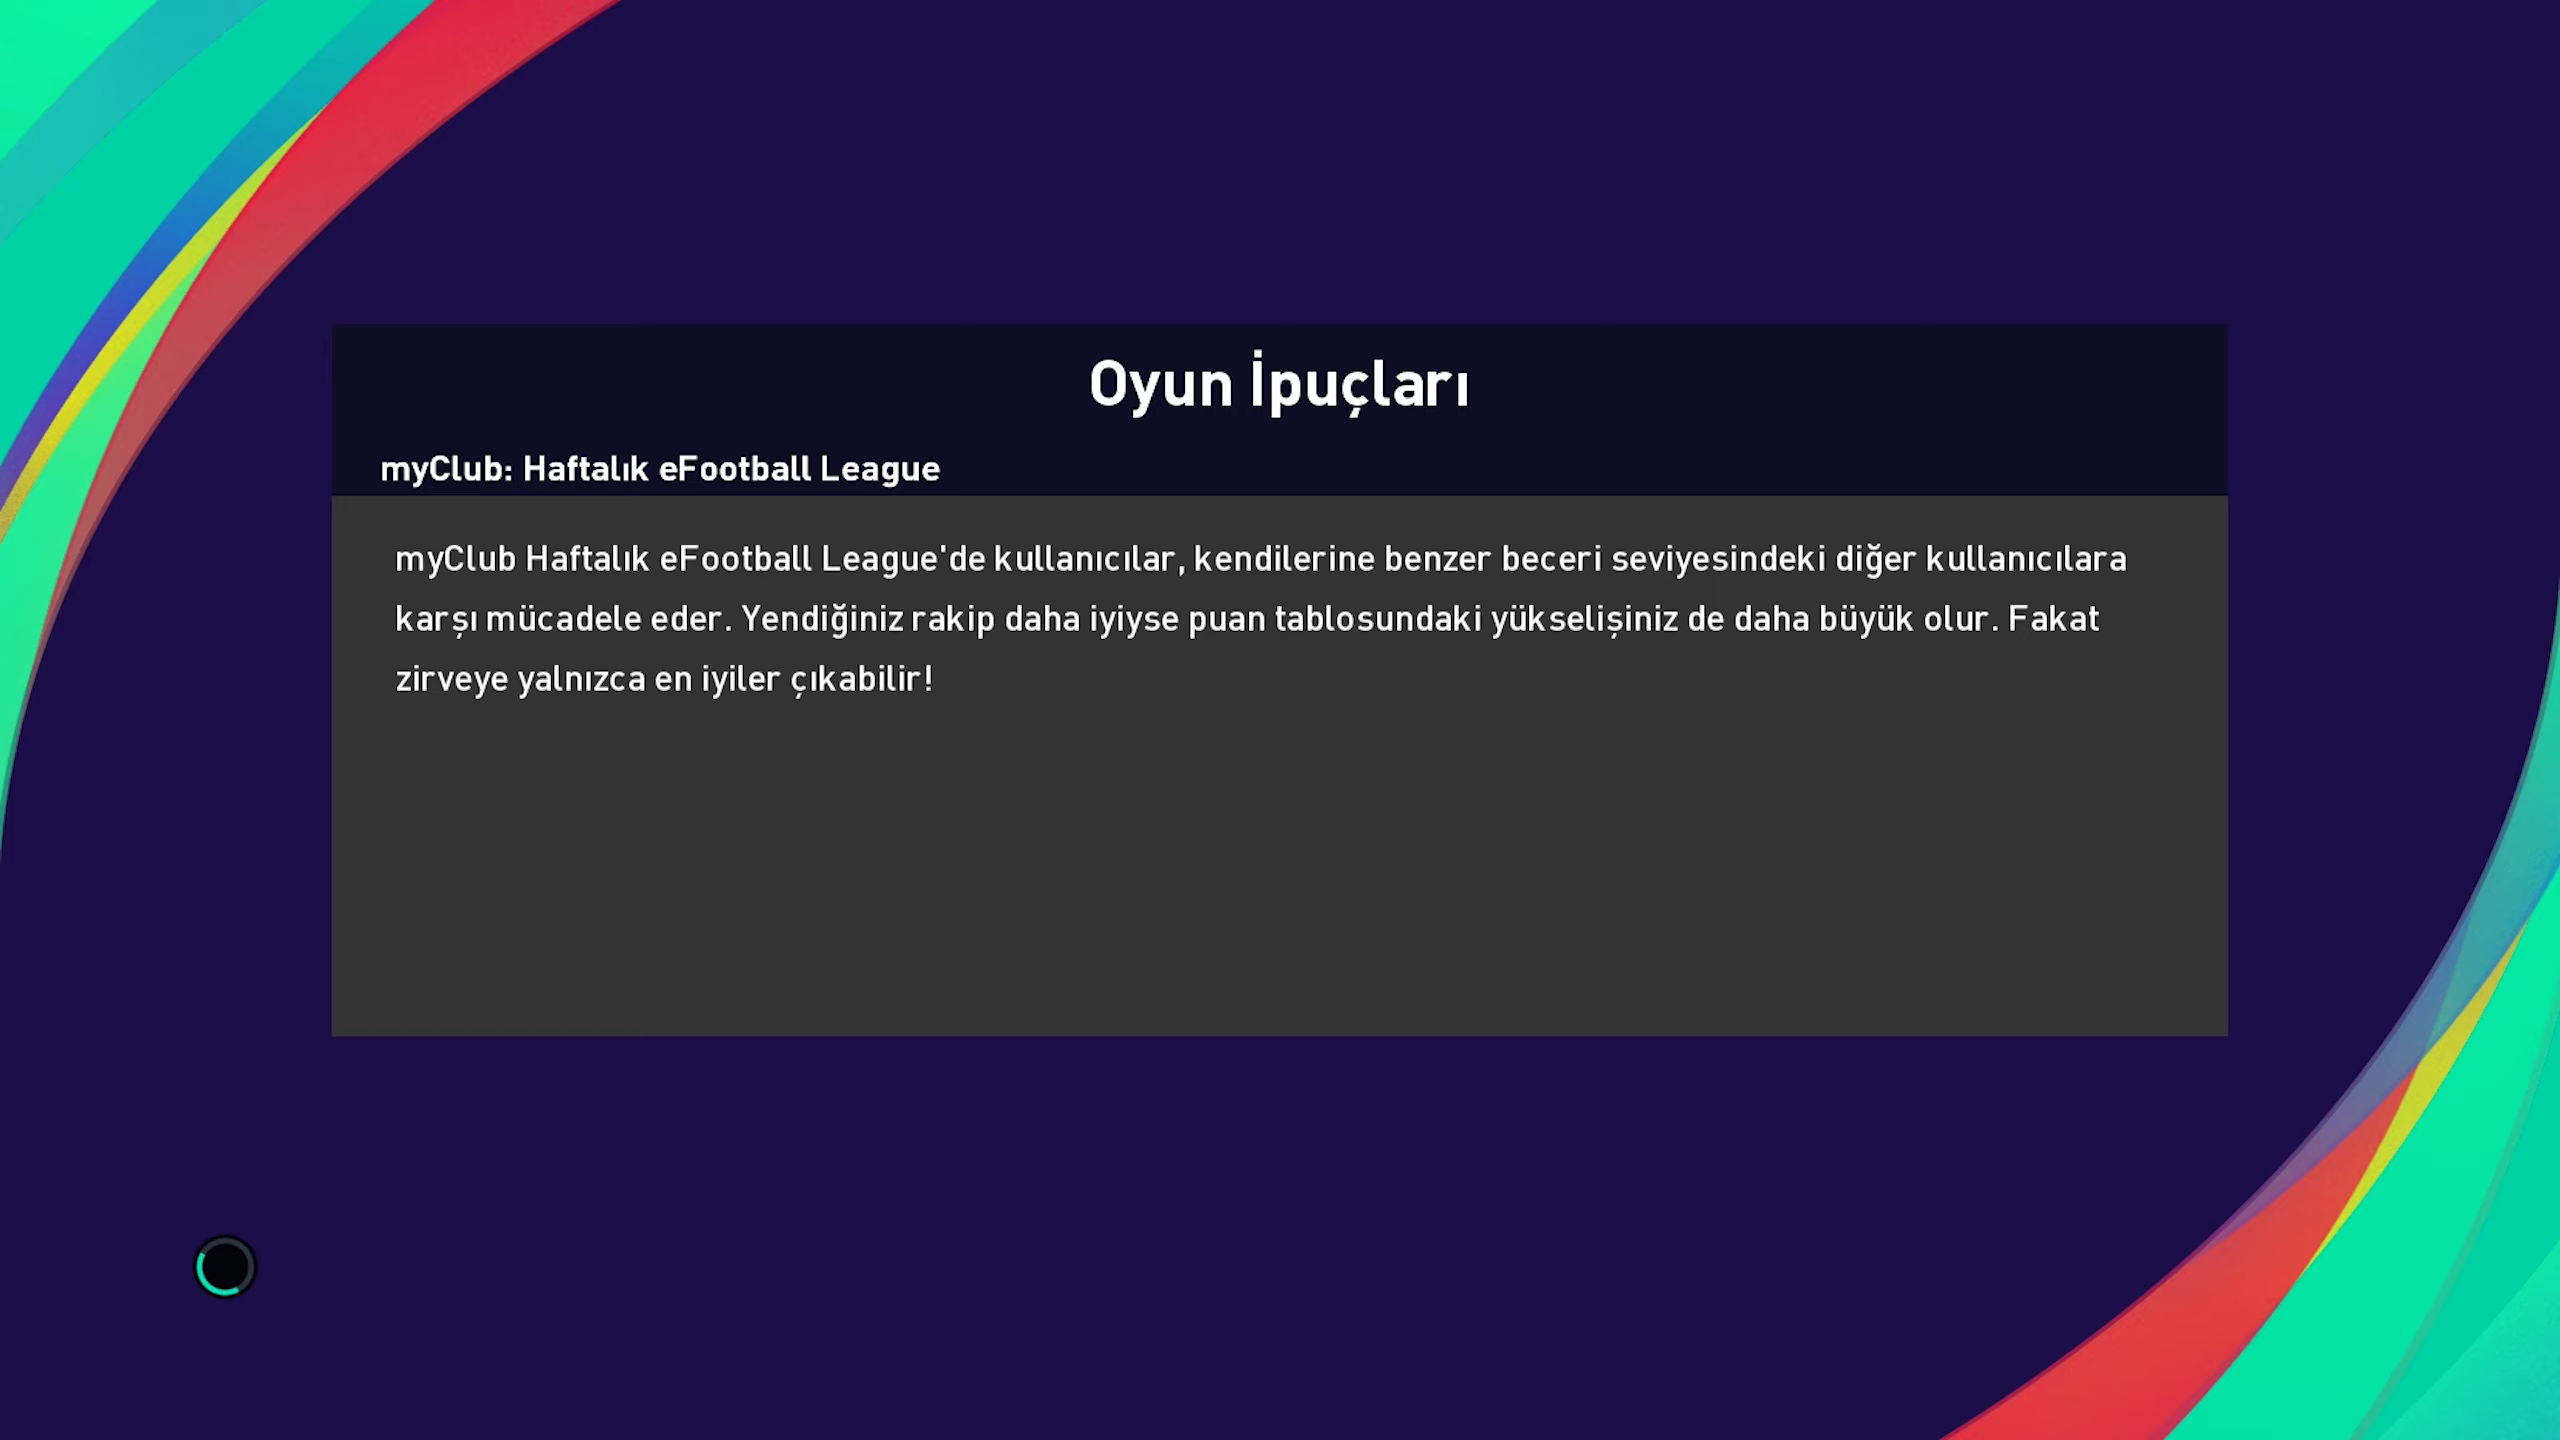 Oyun İpuçları
myClub: Haftalık eFootball League
myClub Haftalık eFootball League'de kullanıcılar, kendilerine benzer beceri seviyesindeki diğer kullanıcılara
karşı mücadele eder. Yendiğiniz rakip daha iyiyse puan tablosundaki yükselişiniz de daha büyük olur. Fakat
zirveye yalnızca en iyiler çıkabilir!